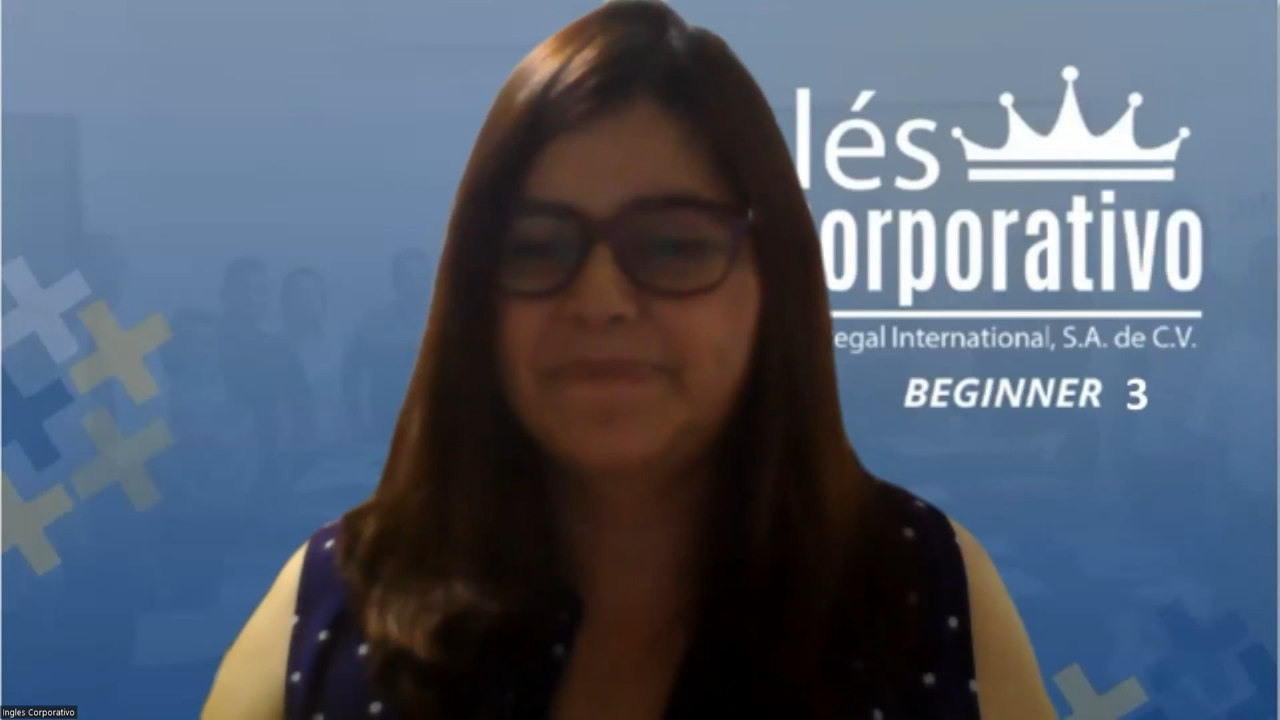 lés
orporativo
egal International, S.A. de C.V.
BEGINNER 3
Ingles Corporativo